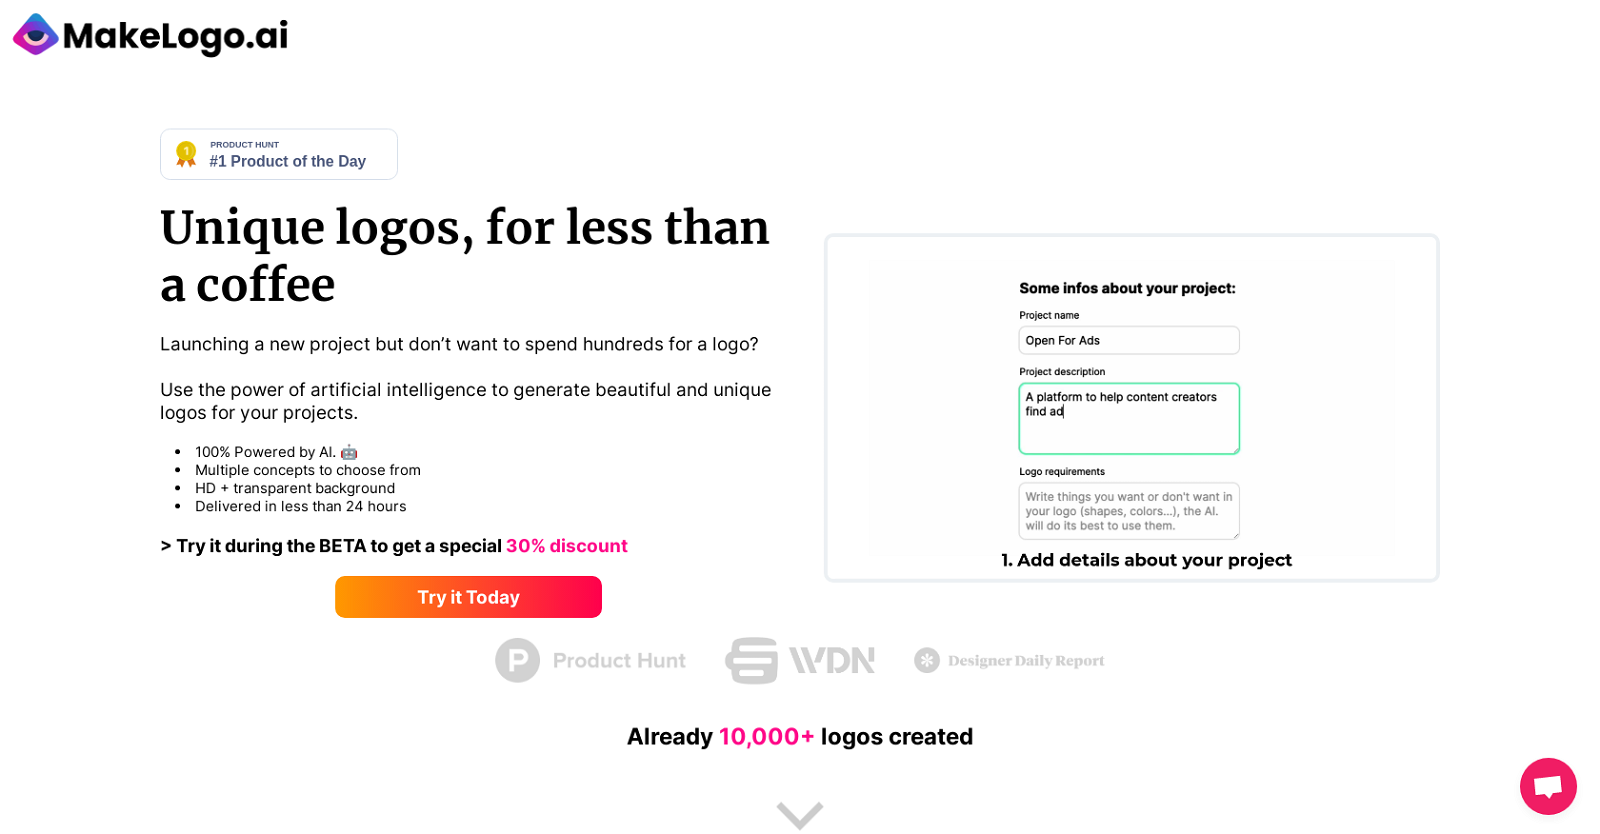 MakeLogo.ai
1
PRODUCT HUNT
#1 Product of the Day
Unique logos, for less than
a coffee
Launching a new project but don’t want to spend hundreds for a logo?
Use the power of artificial intelligence to generate beautiful and unique
logos for your projects.
• 100% Powered by AI. 🤖
• Multiple concepts to choose from
• HD + transparent background
• Delivered in less than 24 hours
> Try it during the BETA to get a special 30% discount
Try it Today
Some infos about your project:
Project name
Open For Ads
Project description
A platform to help content creators
find ad
Logo requirements
Write things you want or don't want in
your logo (shapes, colors...), the AI.
will do its best to use them.
1. Add details about your project
P Product Hunt
WDN
Designer Daily Report
Already 10,000+ logos created